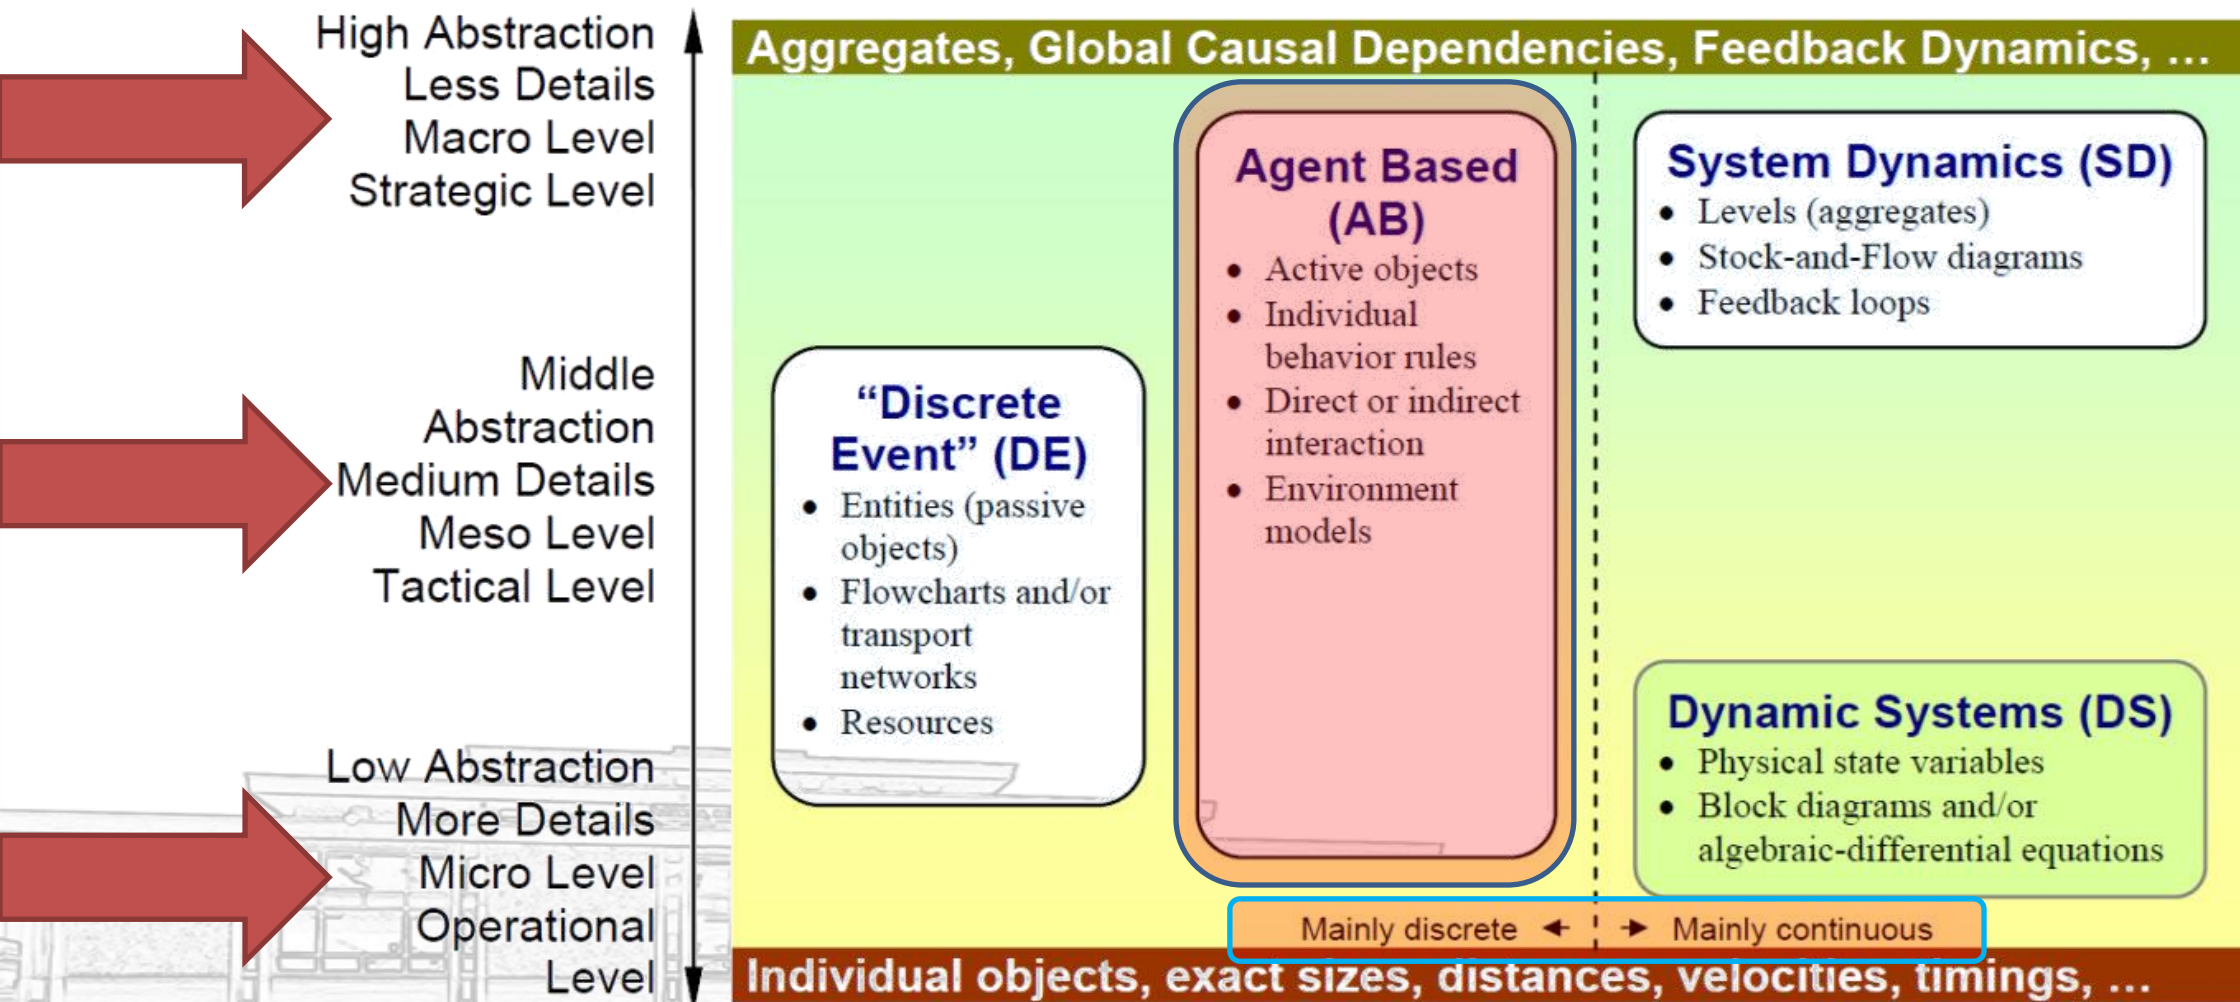 High Abstraction
Less Details
Macro Level
Strategic Level
Middle
Abstraction
Medium Details
Meso Level
Tactical Level
Low Abstraction
More Details
Micro Level
Operational
Level
Aggregates, Global Causal Dependencies, Feedback Dynamics, ...
“Discrete
Event” (DE)
• Entities (passive
objects)
• Flowcharts and/or
transport
networks
• Resources
Agent Based
(AB)
• Active objects
• Individual
behavior rules
• Direct or indirect
interaction
• Environment
models
System Dynamics (SD)
• Levels (aggregates)
• Stock-and-Flow diagrams
• Feedback loops
Dynamic Systems (DS)
• Physical state variables
• Block diagrams and/or
algebraic-differential equations
Mainly discrete
Mainly continuous
Individual objects, exact sizes, distances, velocities, timings, ...